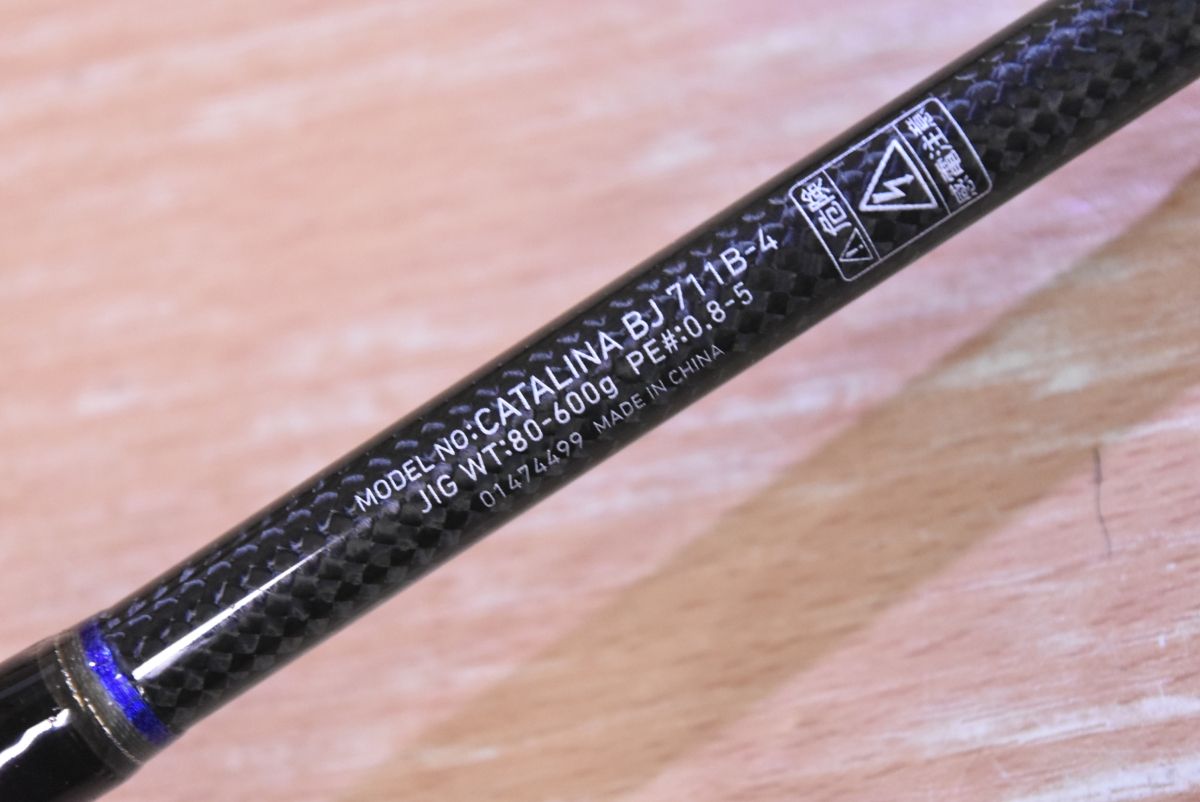 MODEL NO:CATALINA BJ 711B-4
JIG WT:80-600g PE#:0.8-5
01474499 MADE IN CHINA
危険
感電注意